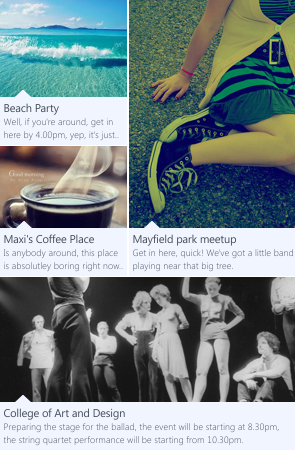 Beach Party
Well, if you're around, get in
here by 4.00pm, yep, it's just..
Good morning
Maxi's Coffee Place
Is anybody around, this place
is absolutley boring right now..
Mayfield park meetup
Get in here, quick! We've got a little band
playing near that big tree.
College of Art and Design
Preparing the stage for the ballad, the event will be starting at 8.30pm,
the string quartet performance will be starting from 10.30pm.